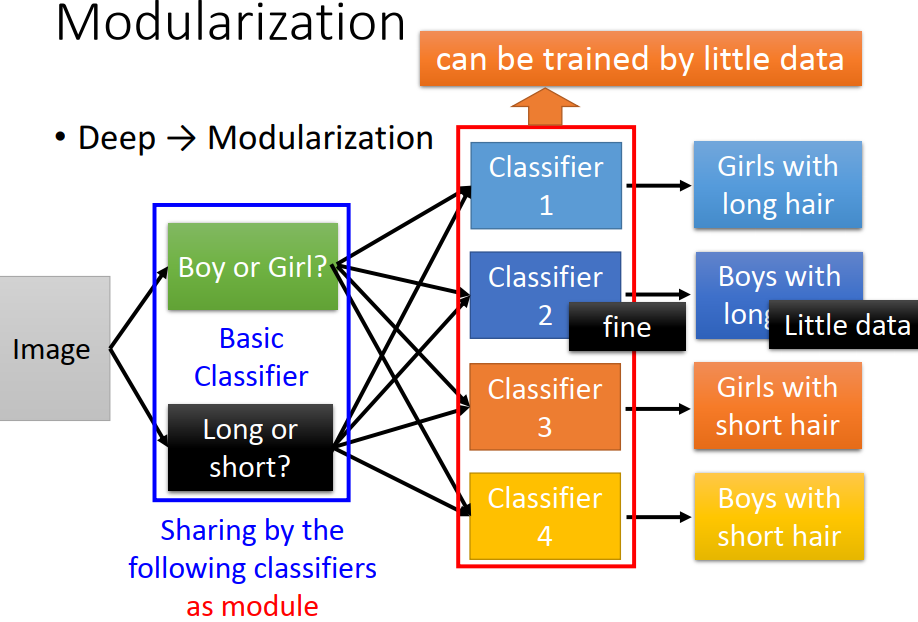 Modularization
can be trained by little data
• Deep → Modularization
Image
Boy or Girl?
Basic
Classifier
Long or
short?
Sharing by the
following classifiers
as module
Classifier
1
Girls with
long hair
Classifier
2
fine
Boys with
Little data
Classifier
3
Girls with
short hair
Classifier
4
Boys with
short hair